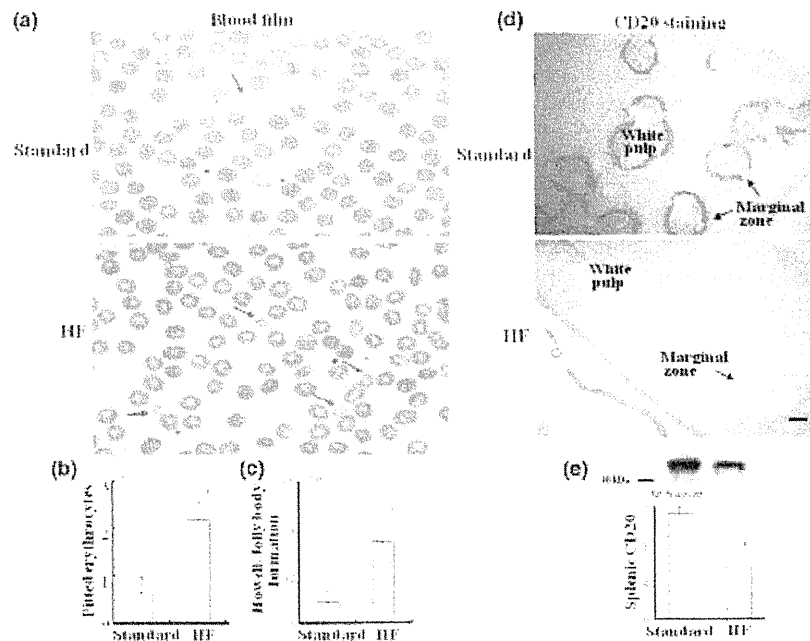 (a)
Blood film
Standard
HF
(b)
Pitted erythrocytes
Standard HF
(c)
Howell-Jolly body
formation
Standard HF
(d)
CD20 staining
Standard
White
pulp
Marginal
zone
HF
White
pulp
Marginal
zone
(e)
Splenic CD20
Standard HF